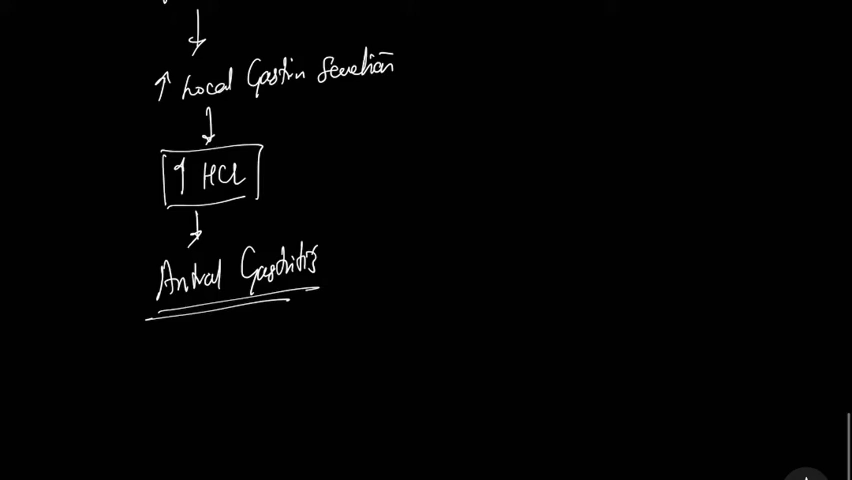 ↑ Local Gastrin Secretion
↑ HCL
Antral Gastritis